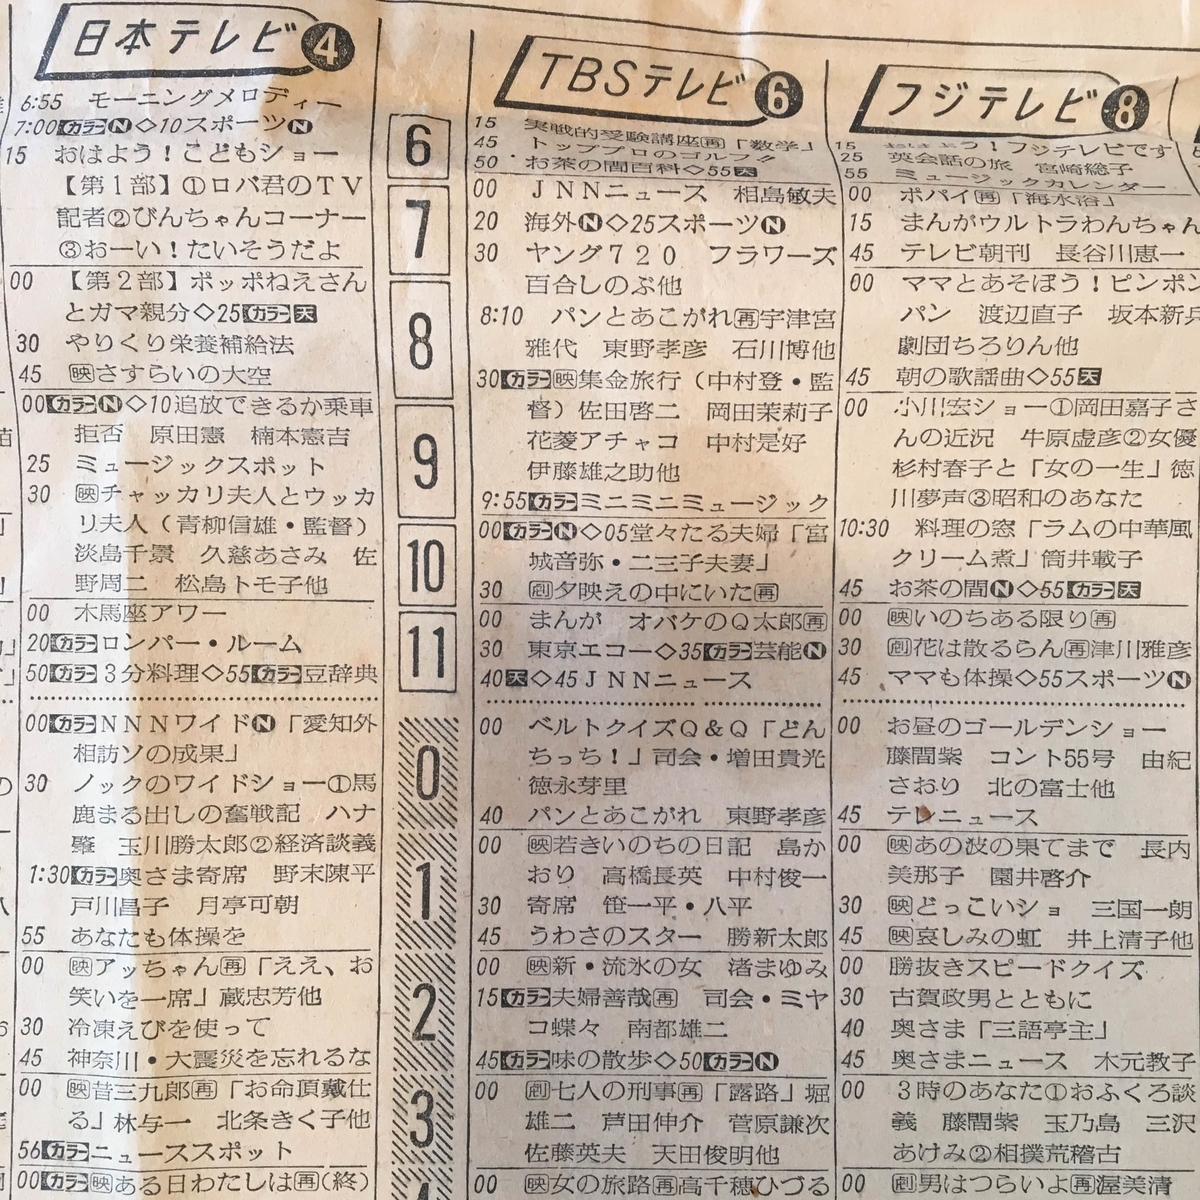 日本テレビ4
6:55 モーニングメロディー
7:00カラーN◇10スポーツN
15 おはよう!こどもショー
【第1部】①ロバ君のTV
記者②びんちゃんコーナー
③おーい!たいそうだよ
00 【第2部】ポッポねえさん
とガマ親分◇25カラー天
30 やりくり栄養補給法
45 映さすらいの大空
00カラーN◇10追放できるか乗車
拒否 原田憲 楠本憲吉
25 ミュージックスポット
30 映チャッカリ夫人とウッカ
リ夫人(青柳信雄・監督)
淡島千景 久慈あさみ 佐
野周二 松島トモ子他
00 木馬座アワー
20カラーロンパー・ルーム
50カラー3分料理◇55カラー豆辞典
00カラーNNNワイドN「愛知外
相訪ソの成果」
30 ノックのワイドショー①馬
鹿まる出しの奮戦記 ハナ
肇 玉川勝太郎②経済談義
1:30カラー奥さま寄席 野末陳平
戸川昌子 月亭可朝
55 あなたも体操を
00 映アッちゃん再「ええ、お
笑いを一席」蔵忠芳他
30 冷凍えびを使って
45 神奈川・大震災を忘れるな
00 映昔三九郎再「お命頂戴仕
る」林与一 北条きく子他
56カラーニューススポット
00カラー映ある日わたしは再(終)
6
7
8
9
10
11
0
1
2
3
4
TBSテレビ6
15 実戦的受験講座再「数学」
45 トッププロのゴルフ!!
50 お茶の間百科◇55天
00 JNNニュース 相島敏夫
20 海外N◇25スポーツN
30 ヤング720 フラワーズ
百合しのぶ他
8:10 パンとあこがれ再宇津宮
雅代 東野孝彦 石川博他
30カラー映集金旅行(中村登・監
督)佐田啓二 岡田茉莉子
花菱アチャコ 中村是好
伊藤雄之助他
9:55カラーミニミニミュージック
00カラーN◇05堂々たる夫婦「宮
城音弥・二三子夫妻」
30 劇夕映えの中にいた再
00 まんが オバケのQ太郎再
30 東京エコー◇35カラー芸能N
40天◇45JNNニュース
00 ベルトクイズQ&Q「どん
ちっち!」司会・増田貴光
徳永芽里
40 パンとあこがれ 東野孝彦
00 映若きいのちの日記 島か
おり 高橋長英 中村俊一
30 寄席 笹一平・八平
45 うわさのスター 勝新太郎
00 映新・流氷の女 渚まゆみ
15カラー夫婦善哉再 司会・ミヤ
コ蝶々 南都雄二
45カラー味の散歩◇50カラーN
00 劇七人の刑事再「露路」堀
雄二 芦田伸介 菅原謙次
佐藤英夫 天田俊明他
00 映女の旅路再高千穂ひづる
フジテレビ8
15 おはよう!フジテレビです
25 英会話の旅 宮崎総子
55 ミュージックカレンダー
00 ポパイ再「海水浴」
15 まんがウルトラわんちゃん
45 テレビ朝刊 長谷川恵一
00 ママとあそぼう!ピンポン
パン 渡辺直子 坂本新兵
劇団ちろりん他
45 朝の歌謡曲◇55天
00 小川宏ショー①岡田嘉子さ
んの近況 牛原虚彦②女優
杉村春子と「女の一生」徳
川夢声③昭和のあなた
10:30 料理の窓「ラムの中華風
クリーム煮」筒井載子
45 お茶の間N◇55カラー天
00 映いのちある限り再
30 劇花は散るらん再津川雅彦
45 ママも体操◇55スポーツN
00 お昼のゴールデンショー
藤間紫 コント55号 由紀
さおり 北の富士他
45 テレニュース
00 映あの波の果てまで 長内
美那子 園井啓介
30 映どっこいショ 三国一朗
45 映哀しみの虹 井上清子他
00 勝抜きスピードクイズ
30 古賀政男とともに
40 奥さま「三語亭主」
45 奥さまニュース 木元教子
00 3時のあなた①おふくろ談
義 藤間紫 玉乃島 三沢
あけみ②相撲荒稽古
00 劇男はつらいよ再渥美清